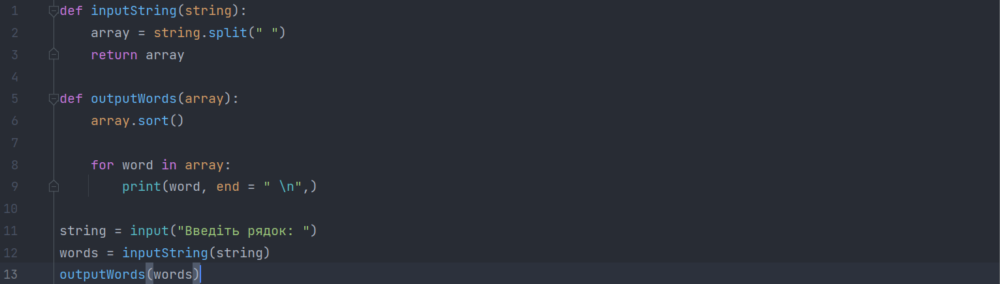 1 def inputString(string):
2     array = string.split(" ")
3     return array
4
5 def outputWords(array):
6     array.sort()
7
8     for word in array:
9         print(word, end = " \n",)
10
11 string = input("Введіть рядок: ")
12 words = inputString(string)
13 outputWords(words)